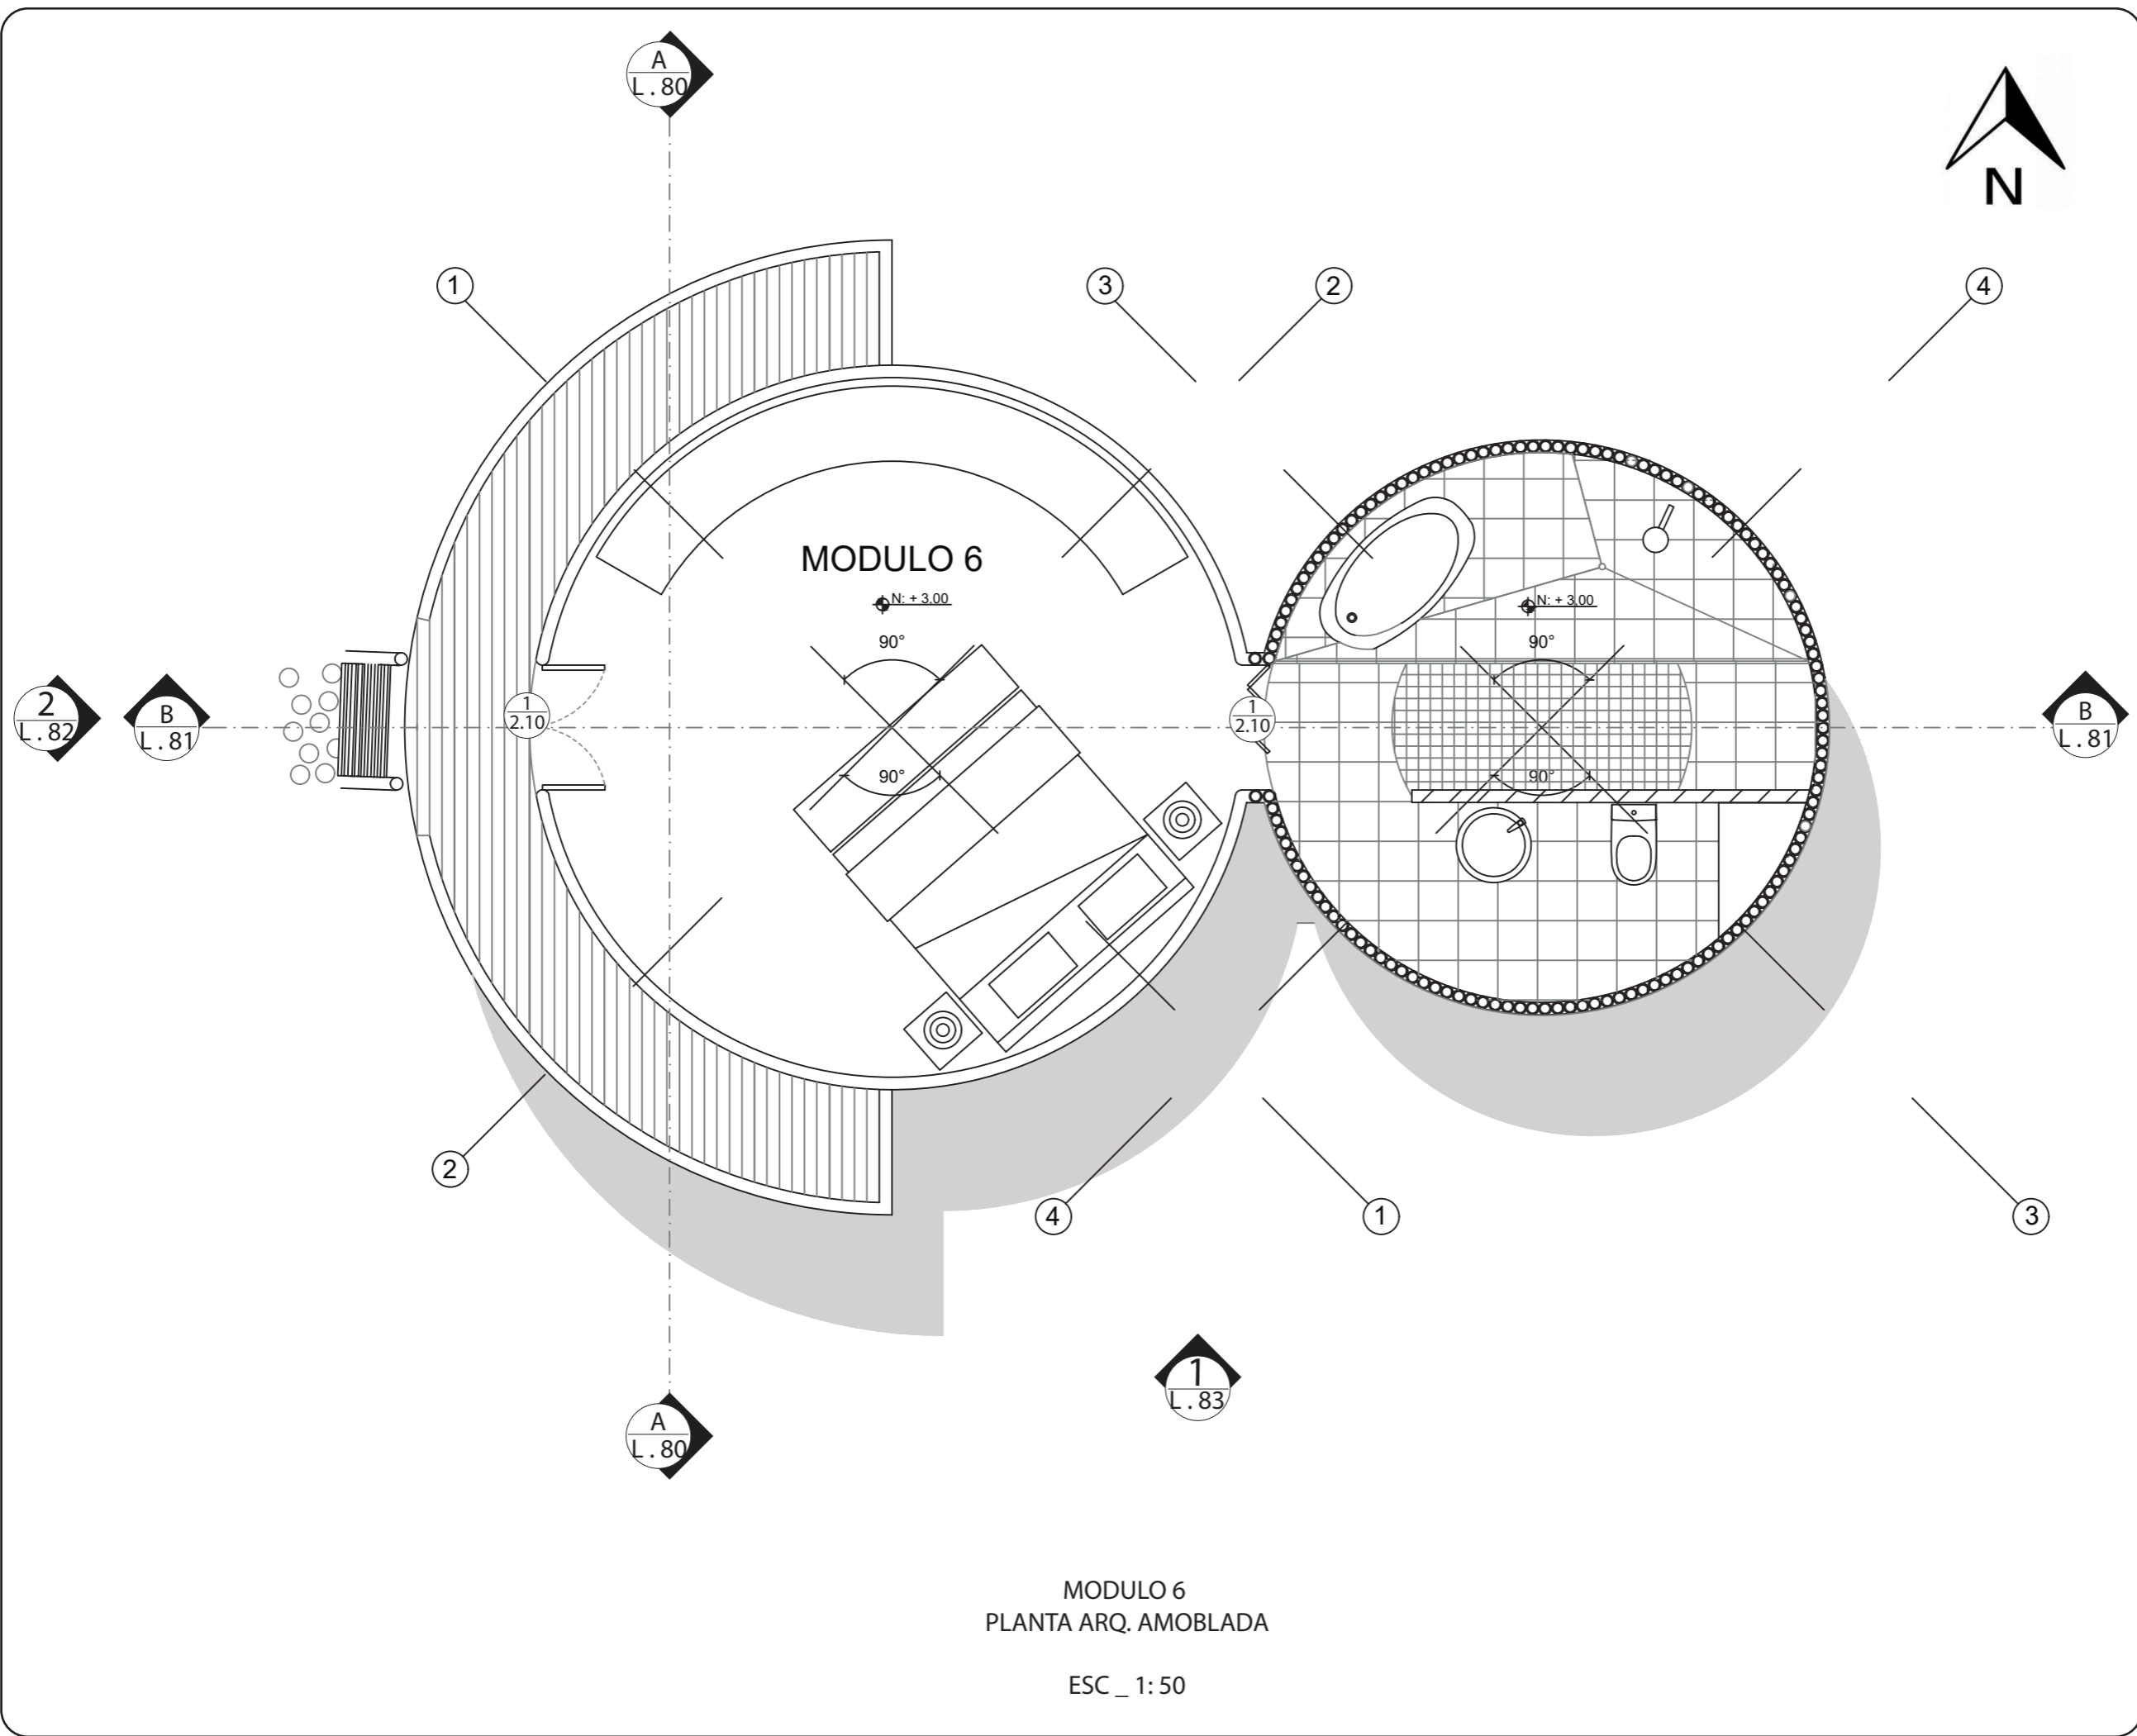 A
L . 80
N
1
3
2
4
MODULO 6
N: + 3.00
N: + 3.00
90°
90°
2
L . 82
B
L . 81
1
2.10
1
2.10
B
L . 81
90°
90°
2
4
1
3
1
L . 83
A
L . 80
MODULO 6
PLANTA ARQ. AMOBLADA
ESC _ 1: 50